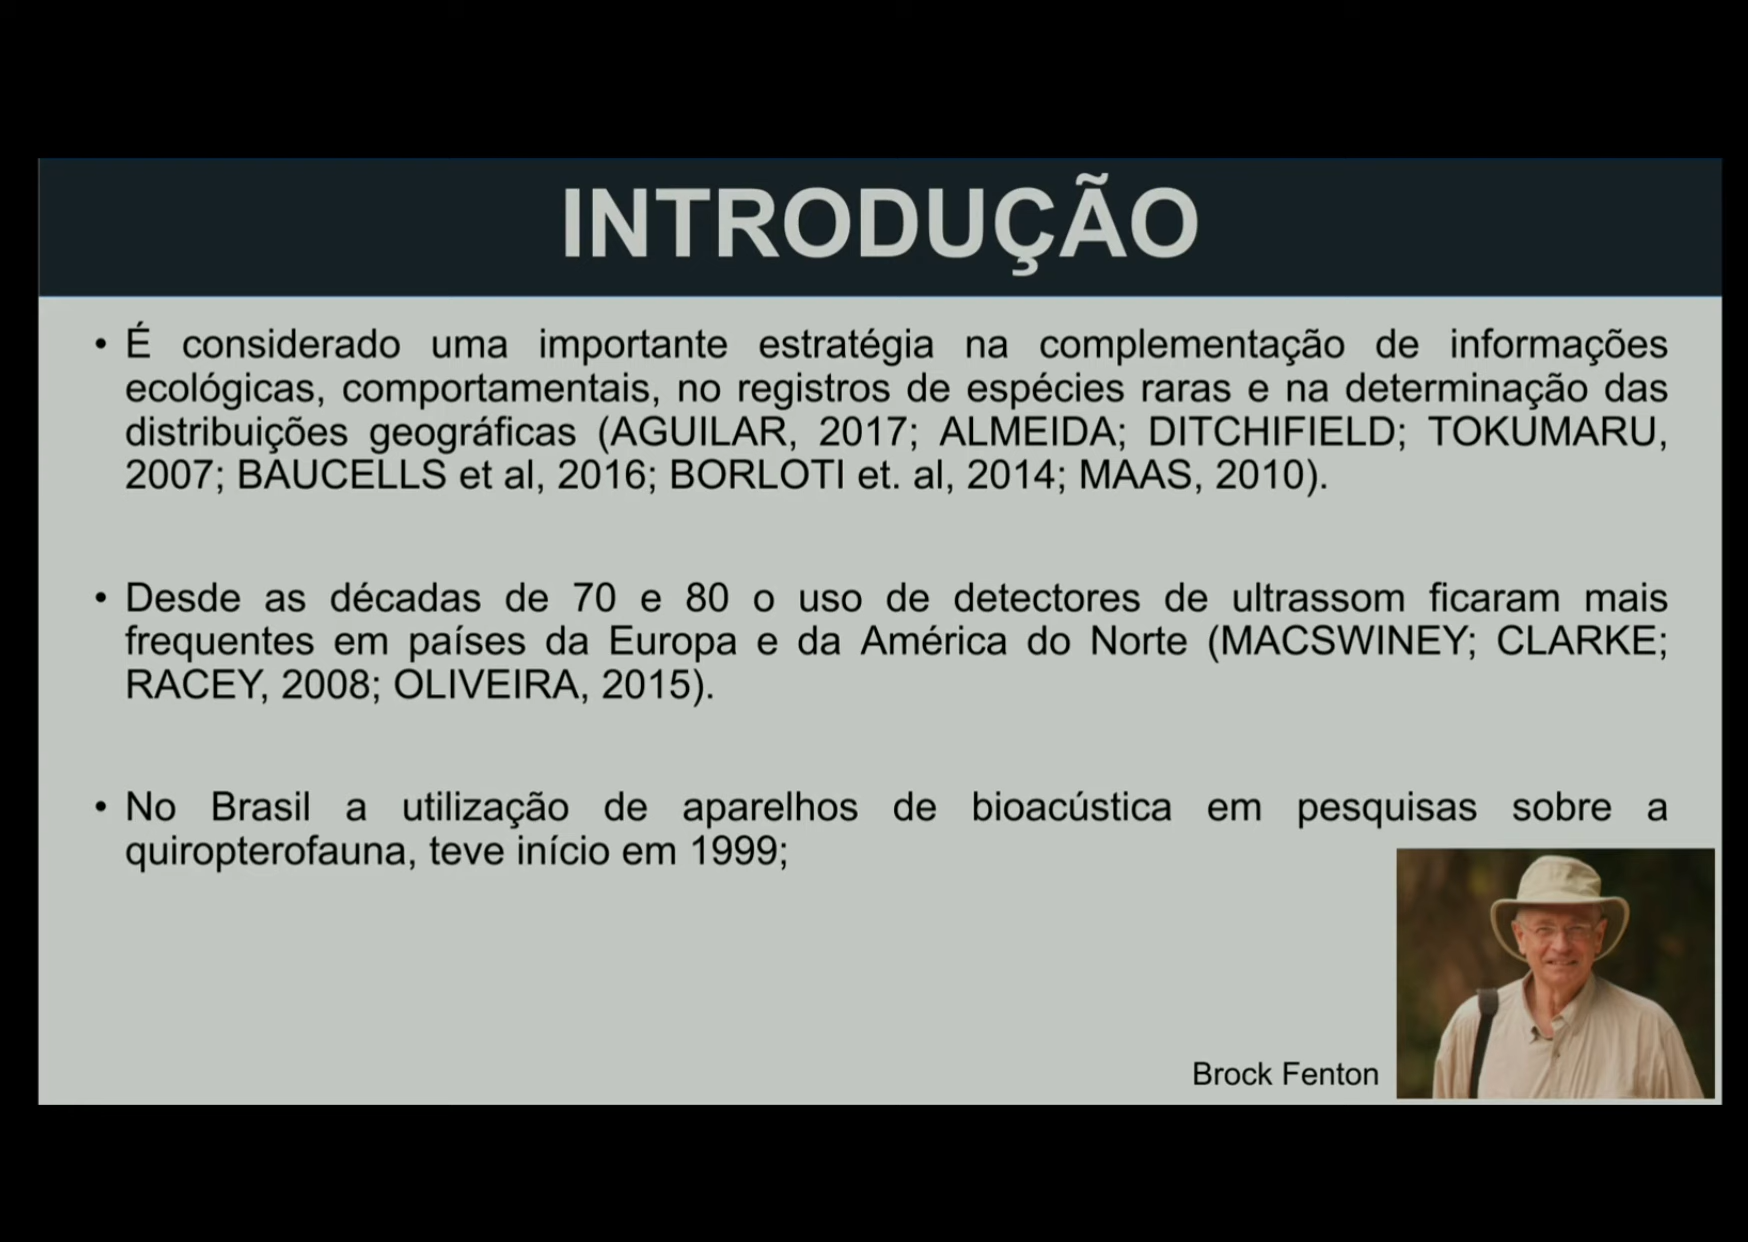 INTRODUÇÃO
• É considerado uma importante estratégia na complementação de informações
ecológicas, comportamentais, no registros de espécies raras e na determinação das
distribuições geográficas (AGUILAR, 2017; ALMEIDA; DITCHIFIELD; TOKUMARU,
2007; BAUCELLS et al, 2016; BORLOTI et. al, 2014; MAAS, 2010).
• Desde as décadas de 70 e 80 o uso de detectores de ultrassom ficaram mais
frequentes em países da Europa e da América do Norte (MACSWINEY; CLARKE;
RACEY, 2008; OLIVEIRA, 2015).
• No Brasil a utilização de aparelhos de bioacústica em pesquisas sobre a
quiropterofauna, teve início em 1999;
Brock Fenton